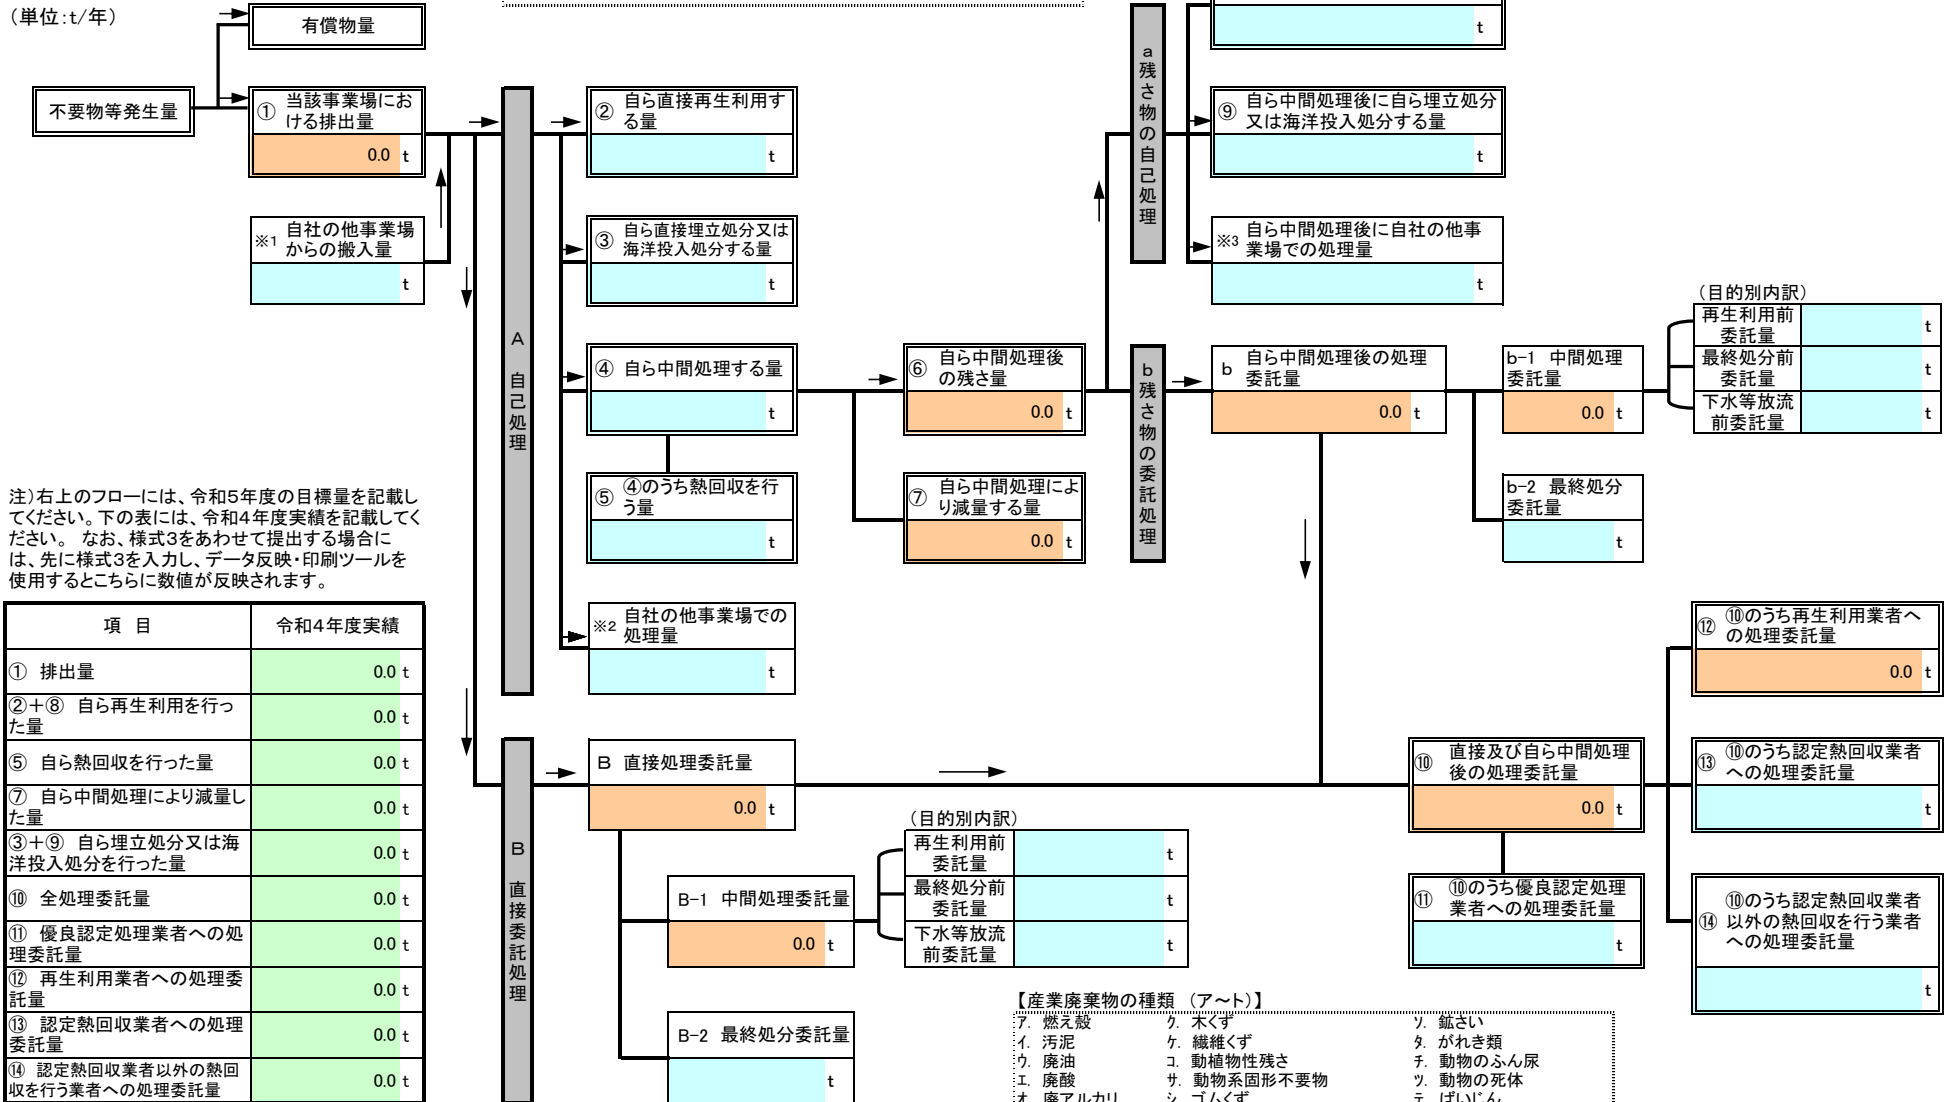 (単位:t/年)
有償物量
不要物等発生量
① 当該事業場にお
ける排出量
0.0 t
※1 自社の他事業場
からの搬入量
t
A 自己処理
② 自ら直接再生利用す
る量
t
③ 自ら直接埋立処分又は
海洋投入処分する量
t
④ 自ら中間処理する量
t
⑤ ④のうち熱回収を行
う量
t
※2 自社の他事業場での
処理量
t
⑥ 自ら中間処理後
の残さ量
0.0 t
⑦ 自ら中間処理によ
り減量する量
0.0 t
a 残さ物の自己処理
t
⑨ 自ら中間処理後に自ら埋立処分
又は海洋投入処分する量
t
※3 自ら中間処理後に自社の他事
業場での処理量
t
b 残さ物の委託処理
b 自ら中間処理後の処理
委託量
0.0 t
b-1 中間処理
委託量
0.0 t
(目的別内訳)
再生利用前
委託量
t
最終処分前
委託量
t
下水等放流
前委託量
t
b-2 最終処分
委託量
t
注)右上のフローには、令和5年度の目標量を記載し
てください。下の表には、令和4年度実績を記載してく
ださい。 なお、様式3をあわせて提出する場合に
は、先に様式3を入力し、データ反映・印刷ツールを
使用するとこちらに数値が反映されます。
項 目 令和4年度実績
① 排出量 0.0 t
②+⑧ 自ら再生利用を行っ
た量
0.0 t
⑤ 自ら熱回収を行った量 0.0 t
⑦ 自ら中間処理により減量し
た量
0.0 t
③+⑨ 自ら埋立処分又は海
洋投入処分を行った量
0.0 t
⑩ 全処理委託量 0.0 t
⑪ 優良認定処理業者への処
理委託量
0.0 t
⑫ 再生利用業者への処理委
託量
0.0 t
⑬ 認定熱回収業者への処理
委託量
0.0 t
⑭ 認定熱回収業者以外の熱回
収を行う業者への処理委託量
0.0 t
B 直接委託処理
B 直接処理委託量
0.0 t
B-1 中間処理委託量
0.0 t
(目的別内訳)
再生利用前
委託量
t
最終処分前
委託量
t
下水等放流
前委託量
t
B-2 最終処分委託量
t
⑩ 直接及び自ら中間処理
後の処理委託量
0.0 t
⑪ ⑩のうち優良認定処理
業者への処理委託量
t
⑫ ⑩のうち再生利用業者へ
の処理委託量
0.0 t
⑬ ⑩のうち認定熱回収業者
への処理委託量
t
⑭ ⑩のうち認定熱回収業者
以外の熱回収を行う業者
への処理委託量
t
【産業廃棄物の種類 (ア~ト)】
ア. 燃え殻 ク. 木くず ソ. 鉱さい
イ. 汚泥 ケ. 繊維くず タ. がれき類
ウ. 廃油 コ. 動植物性残さ チ. 動物のふん尿
エ. 廃酸 サ. 動物系固形不要物 ツ. 動物の死体
オ. 廃アルカリ シ. ゴムくず テ. ばいじん